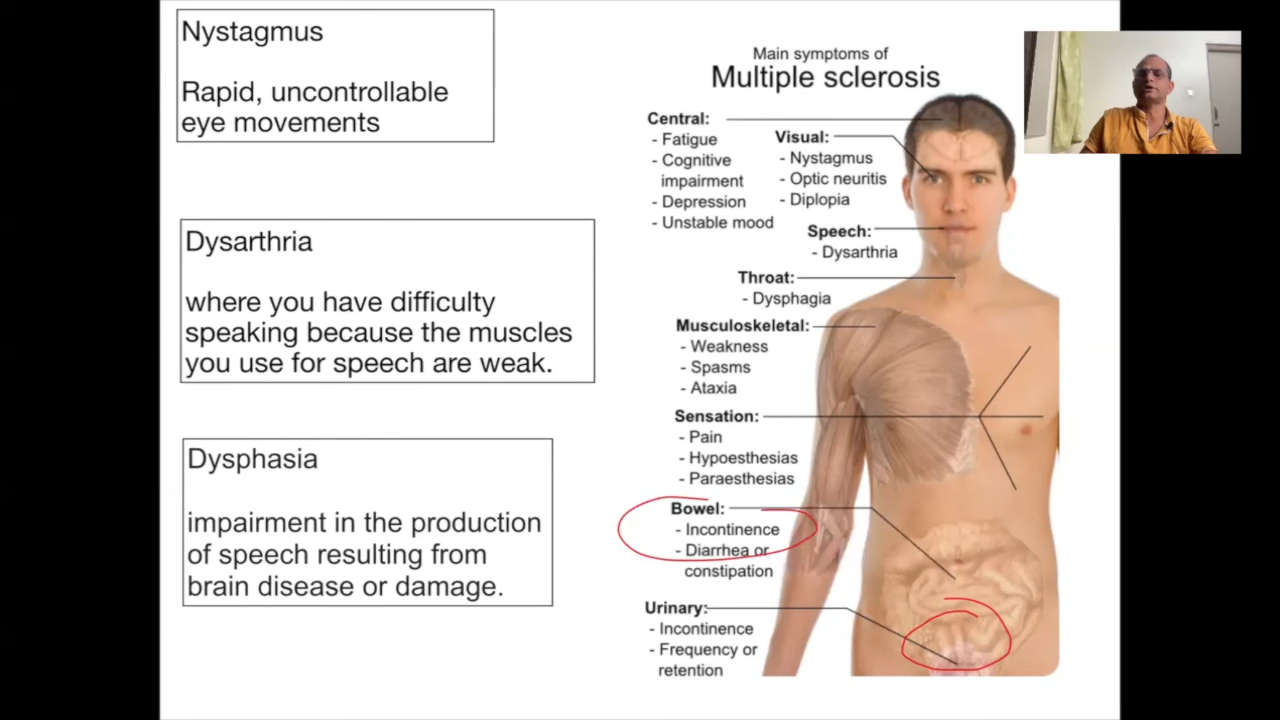 Nystagmus
Rapid, uncontrollable
eye movements
Dysarthria
where you have difficulty
speaking because the muscles
you use for speech are weak.
Dysphasia
impairment in the production
of speech resulting from
brain disease or damage.
Main symptoms of
Multiple sclerosis
Central:
- Fatigue
- Cognitive
impairment
- Depression
- Unstable mood
Visual:
- Nystagmus
- Optic neuritis
- Diplopia
Speech:
- Dysarthria
Throat:
- Dysphagia
Musculoskeletal:
- Weakness
- Spasms
- Ataxia
Sensation:
- Pain
- Hypoesthesias
- Paraesthesias
Bowel:
- Incontinence
- Diarrhea or
constipation
Urinary:
- Incontinence
- Frequency or
retention